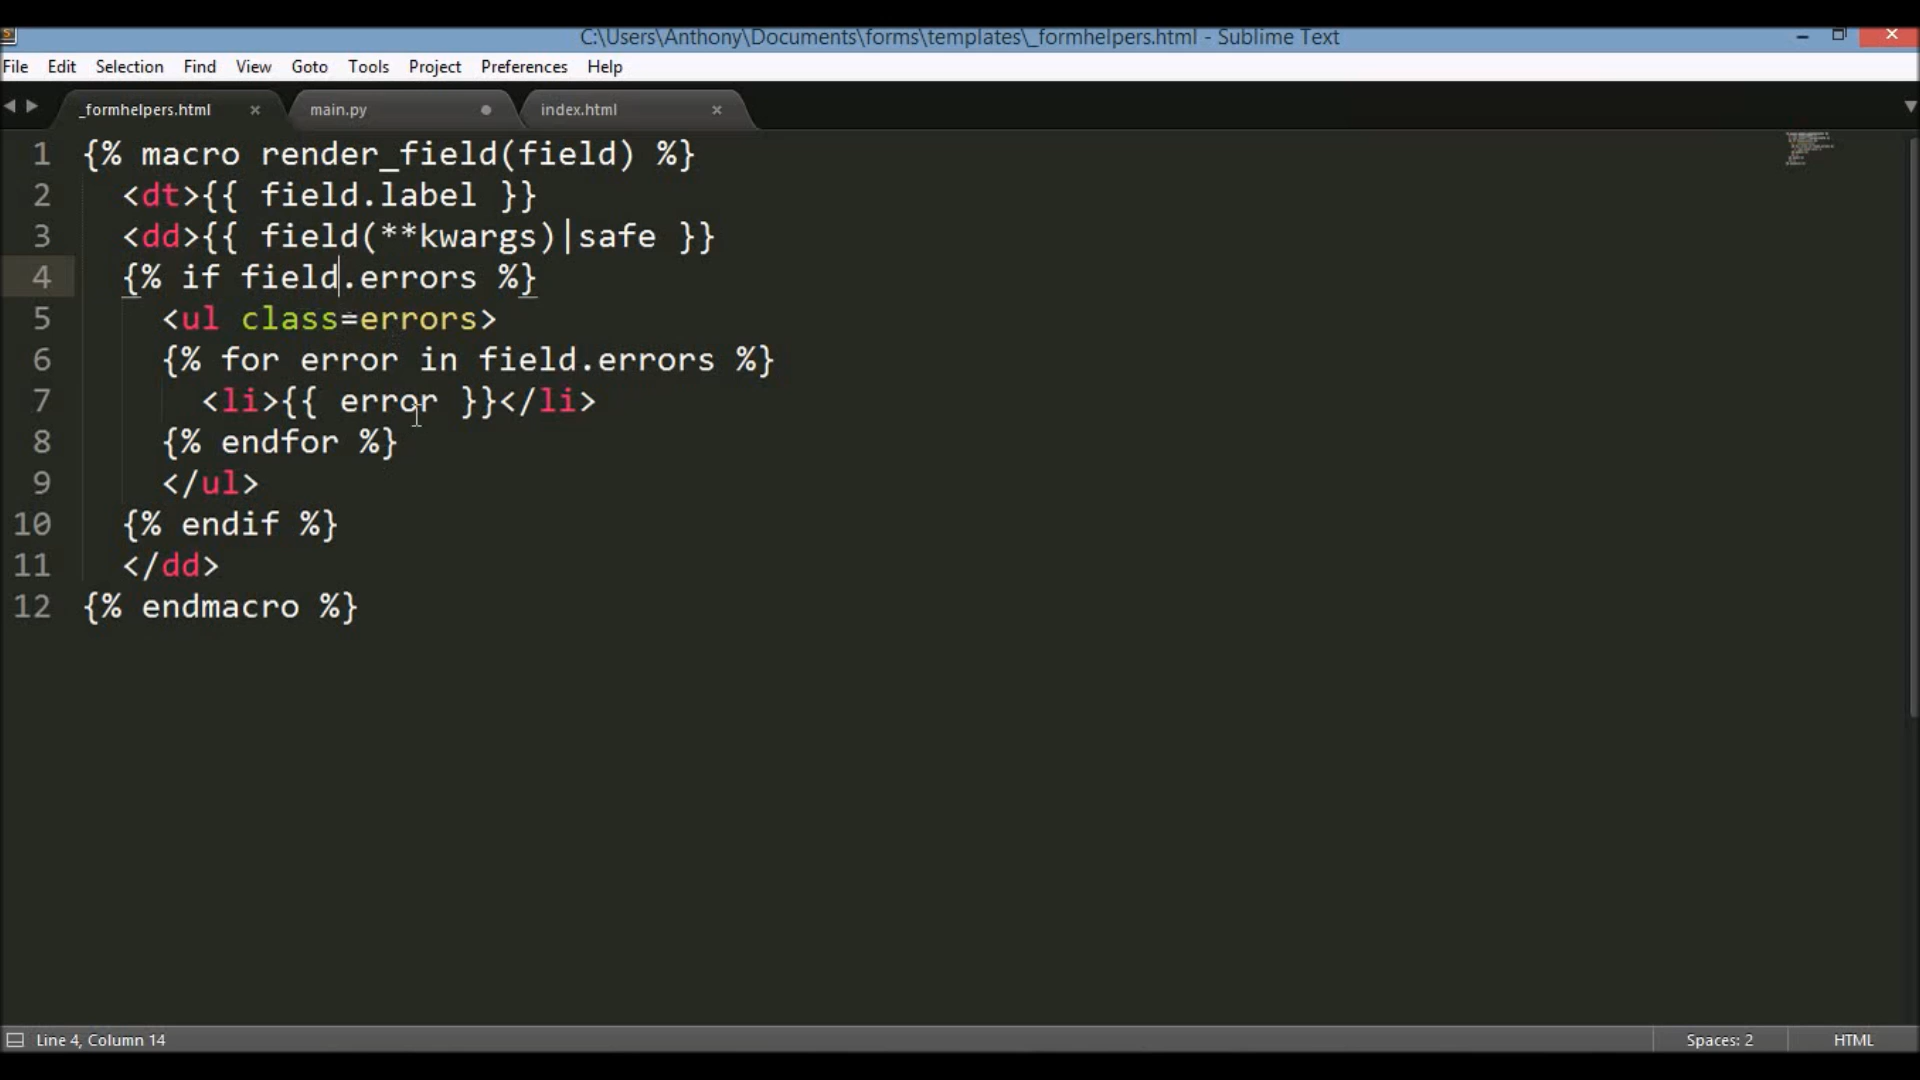 C:\Users\Anthony\Documents\forms\templates\_formhelpers.html - Sublime Text
File Edit Selection Find View Goto Tools Project Preferences Help
_formhelpers.html main.py index.html
1 {% macro render_field(field) %}
2 <dt>{{ field.label }}
3 <dd>{{ field(**kwargs)|safe }}
4 {% if field.errors %}
5 <ul class=errors>
6 {% for error in field.errors %}
7 <li>{{ error }}</li>
8 {% endfor %}
9 </ul>
10 {% endif %}
11 </dd>
12 {% endmacro %}
Line 4, Column 14 Spaces: 2 HTML